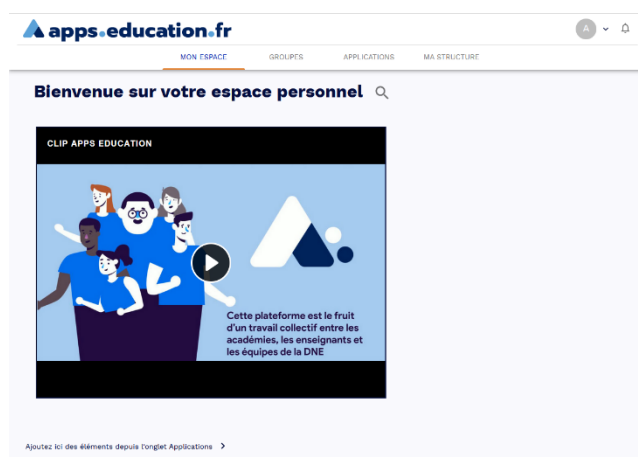 apps.education.fr
A
MON ESPACE GROUPES APPLICATIONS MA STRUCTURE
Bienvenue sur votre espace personnel
CLIP APPS EDUCATION
Cette plateforme est le fruit
d'un travail collectif entre les
académies, les enseignants et
les équipes de la DNE
Ajoutez ici des éléments depuis l'onglet Applications